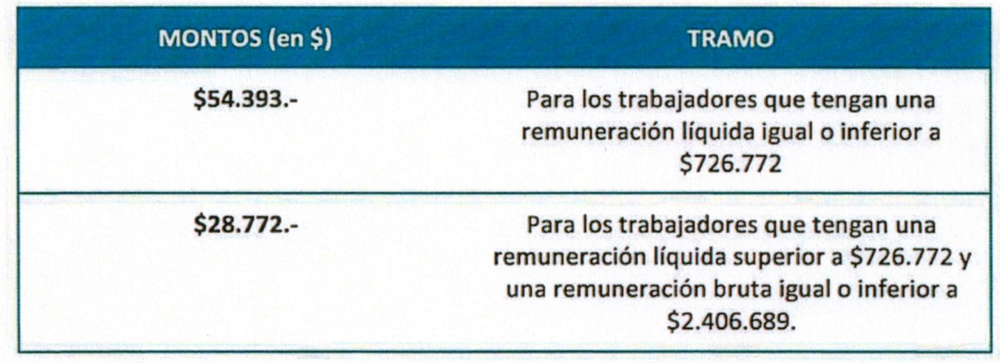 MONTOS (en $)
TRAMO
$54.393.-
Para los trabajadores que tengan una
remuneración líquida igual o inferior a
$726.772
$28.772.-
Para los trabajadores que tengan una
remuneración líquida superior a $726.772 y
una remuneración bruta igual o inferior a
$2.406.689.